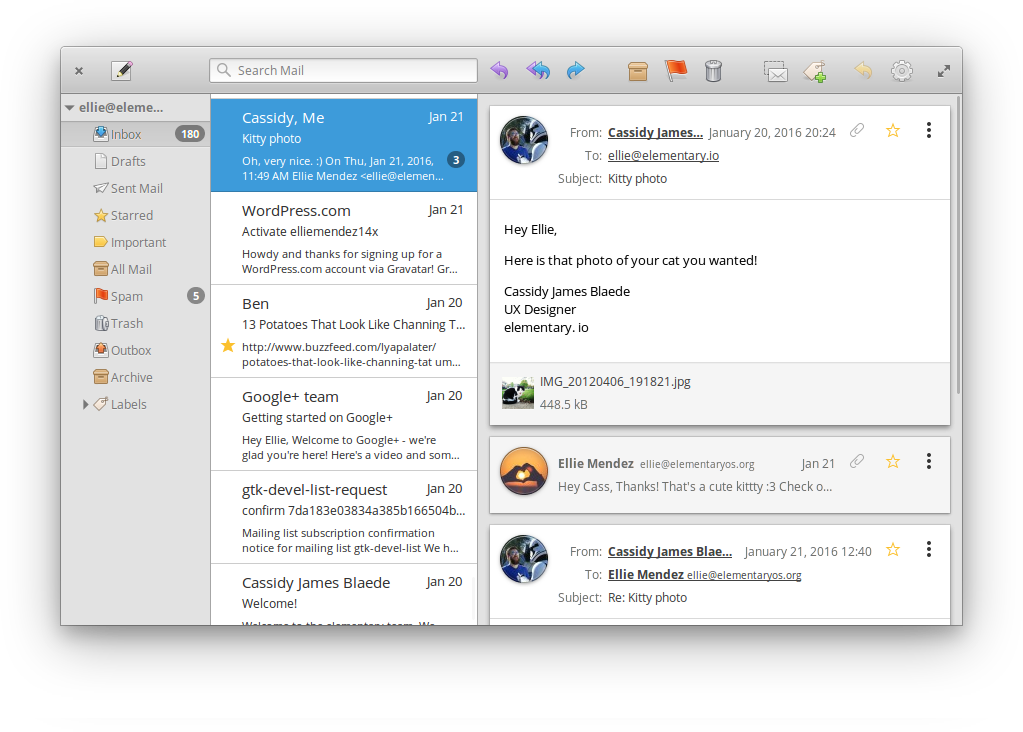 Search Mail
ellie@eleme...
Inbox 180
Drafts
Sent Mail
Starred
Important
All Mail
Spam 5
Trash
Outbox
Archive
Labels
Cassidy, Me Jan 21
Kitty photo
Oh, very nice. :) On Thu, Jan 21, 2016, 3
11:49 AM Ellie Mendez <ellie@elemen...
WordPress.com Jan 21
Activate elliemendez14x
Howdy and thanks for signing up for a
WordPress.com account via Gravatar! Gr...
Ben Jan 20
13 Potatoes That Look Like Channing T...
http://www.buzzfeed.com/lyapalater/
potatoes-that-look-like-channing-tat um...
Google+ team Jan 20
Getting started on Google+
Hey Ellie, Welcome to Google+ - we're
glad you're here! Here's a video and som...
gtk-devel-list-request Jan 20
confirm 7da183e03834a385b166504b...
Mailing list subscription confirmation
notice for mailing list gtk-devel-list We h...
Cassidy James Blaede Jan 20
Welcome!
Welcome to the elementary team. We
From: Cassidy James... January 20, 2016 20:24
To: ellie@elementary.io
Subject: Kitty photo
Hey Ellie,
Here is that photo of your cat you wanted!
Cassidy James Blaede
UX Designer
elementary. io
IMG_20120406_191821.jpg
448.5 kB
Ellie Mendez ellie@elementaryos.org Jan 21
Hey Cass, Thanks! That's a cute kittty :3 Check o...
From: Cassidy James Blae... January 21, 2016 12:40
To: Ellie Mendez ellie@elementaryos.org
Subject: Re: Kitty photo